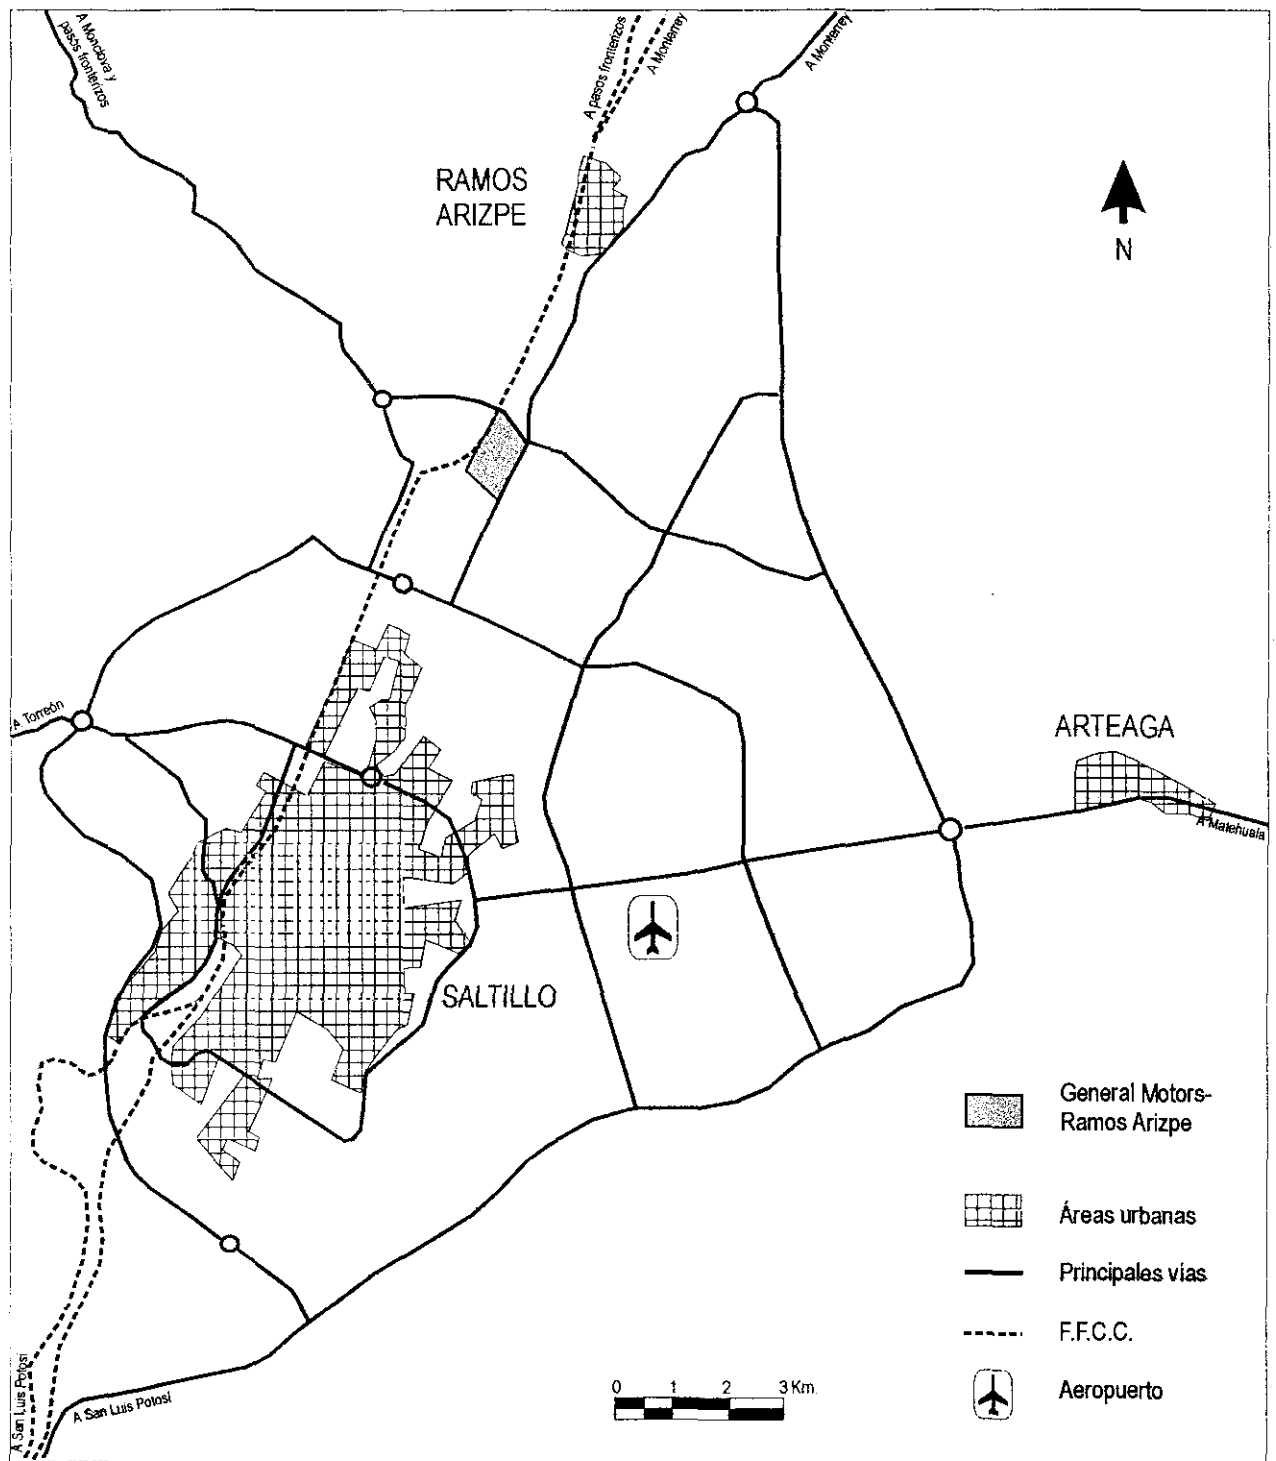 A Monclova y
pasos fronterizos
A pasos fronterizos
A Monterrey
A Monterrey
RAMOS
ARIZPE
N
A Torreón
ARTEAGA
A Matehuala
SALTILLO
General Motors-
Ramos Arizpe
Áreas urbanas
Principales vías
F.F.C.C.
Aeropuerto
0 1 2 3 Km.
A San Luis Potosí
A San Luis Potosí